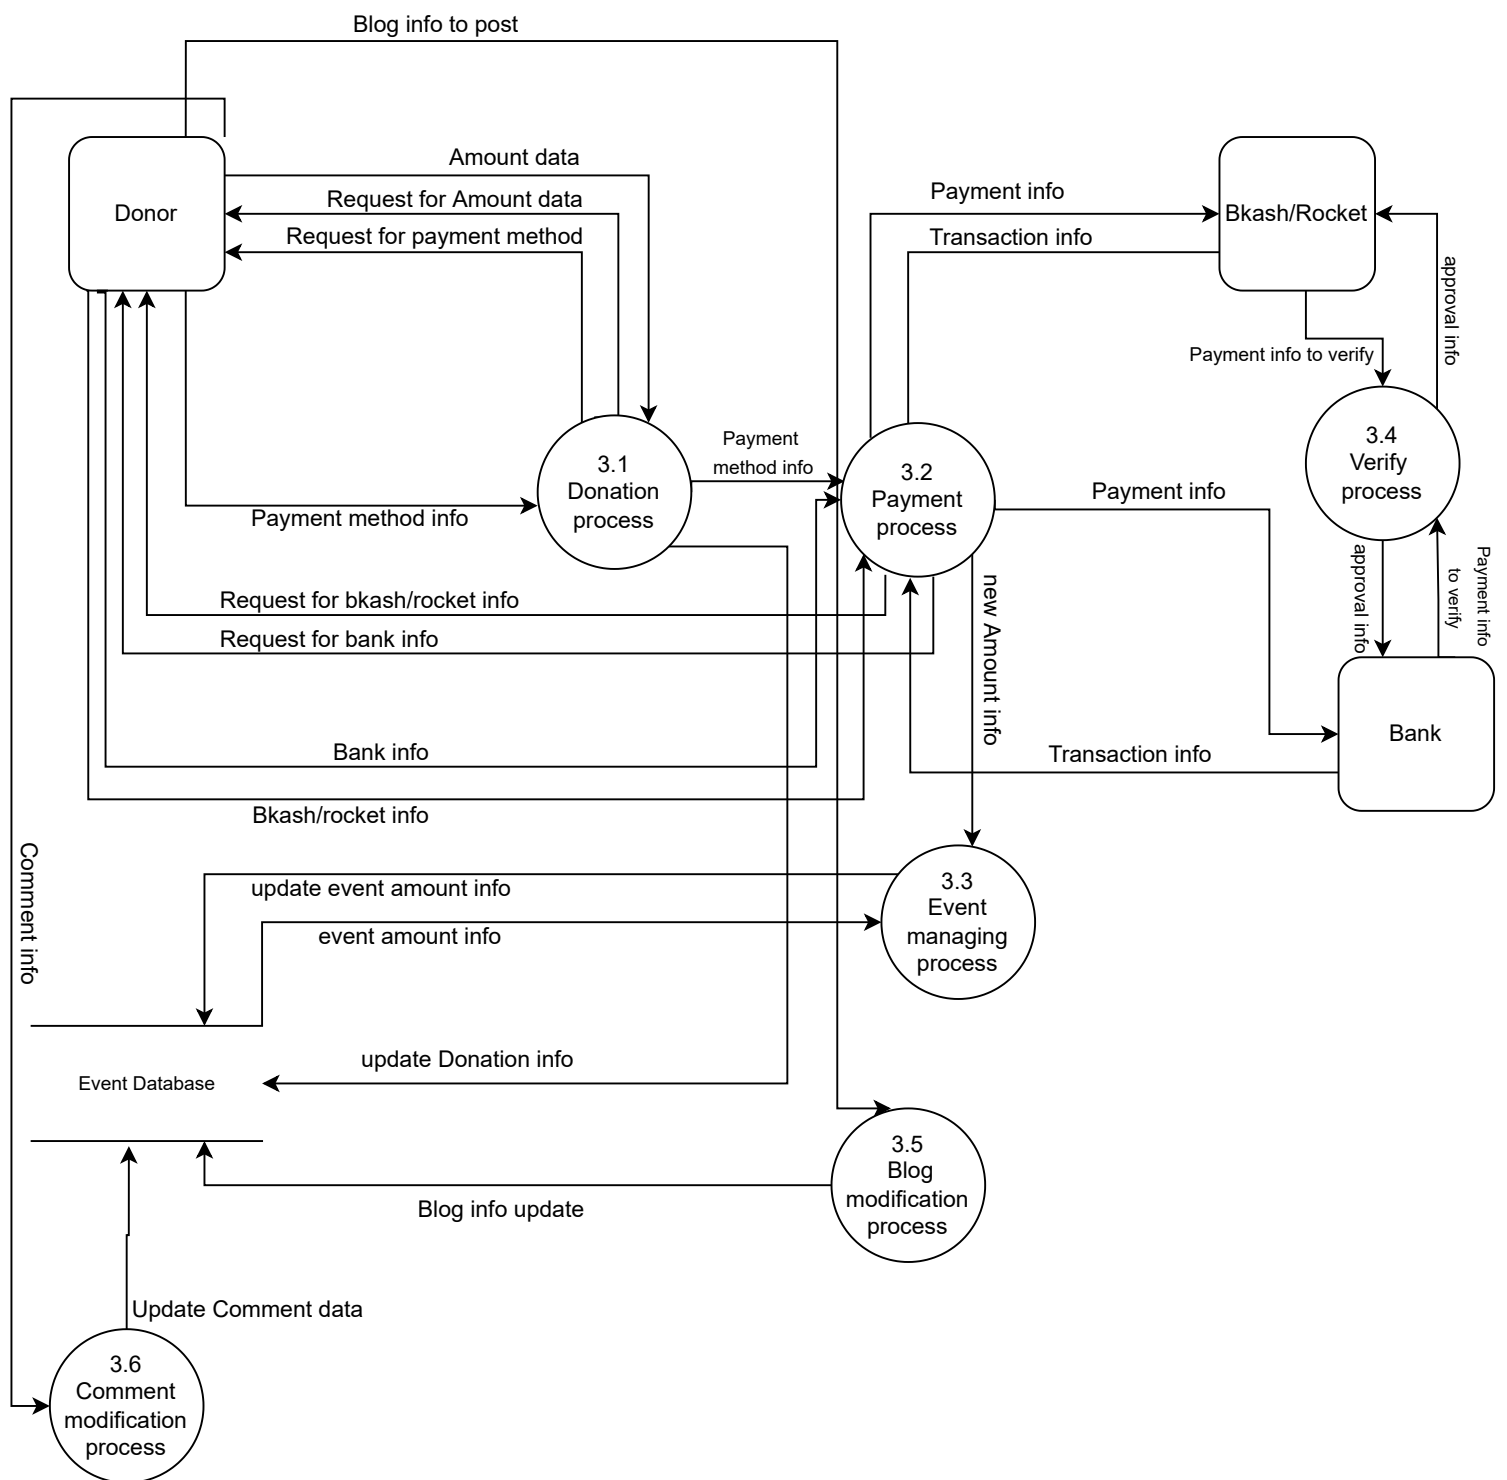 Blog info to post
Amount data
Donor
Request for Amount data
Request for payment method
Payment info
Bkash/Rocket
Transaction info
approval info
Payment info to verify
3.1
Donation
process
Payment
method info
3.2
Payment
process
3.4
Verify
process
Payment info
Payment method info
approval info
Payment info
to verify
Request for bkash/rocket info
Request for bank info
new Amount info
Bank
Bank info
Transaction info
Bkash/rocket info
Comment info
update event amount info
event amount info
3.3
Event
managing
process
update Donation info
Event Database
3.5
Blog
modification
process
Blog info update
Update Comment data
3.6
Comment
modification
process